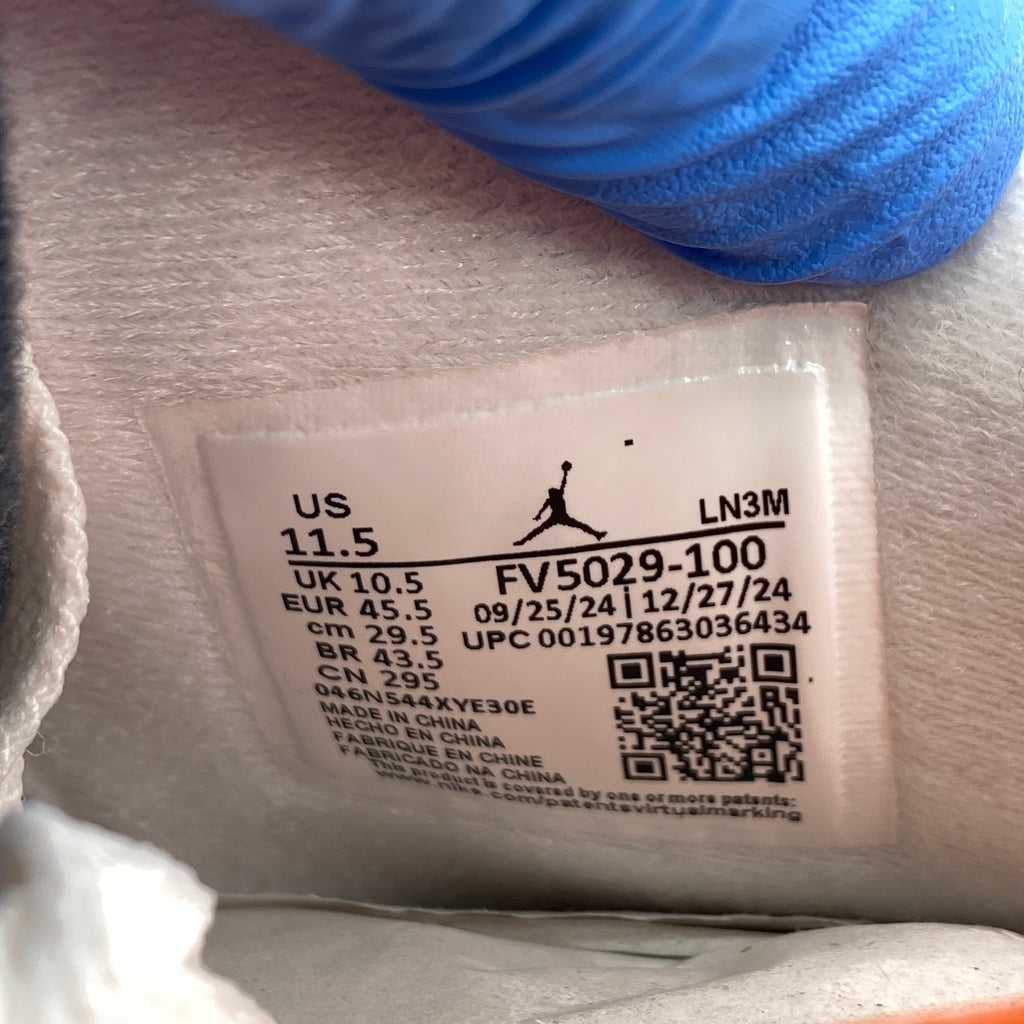 US
11.5
LN3M
UK 10.5
EUR 45.5
cm 29.5
BR 43.5
CN 295
FV5029-100
09/25/24 | 12/27/24
UPC 00197863036434
046N544XYE30E
MADE IN CHINA
HECHO EN CHINA
FABRIQUE EN CHINE
FABRICADO NA CHINA
This product is covered by one or more patents:
www.nike.com/patentsvirtualmarking